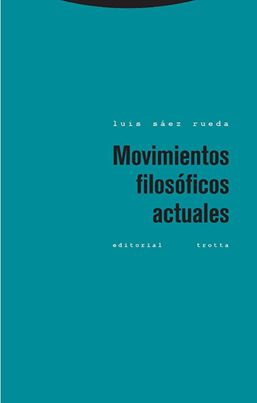 luis sáez rueda
Movimientos
filosóficos
actuales
editorial trotta